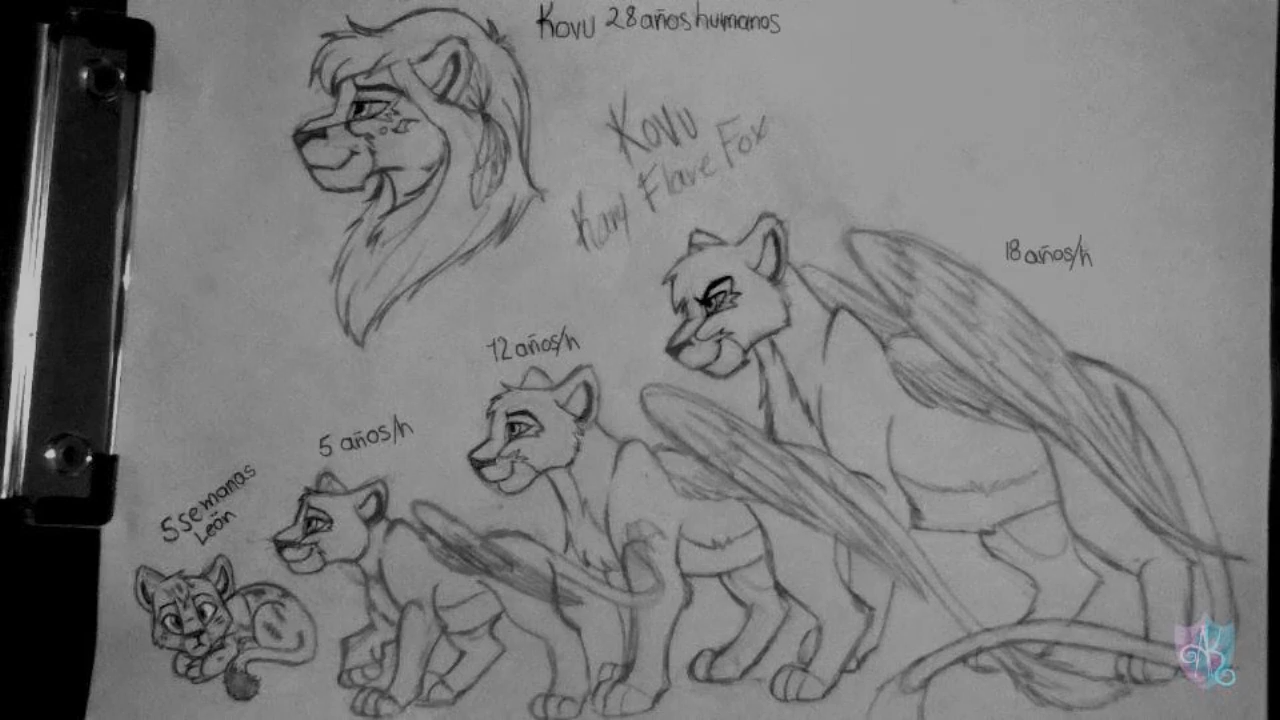 Kovu 28 años humanos
Kovu
Kary Flare Fox
18 años/h
12 años/h
5 años/h
5 semanas
León